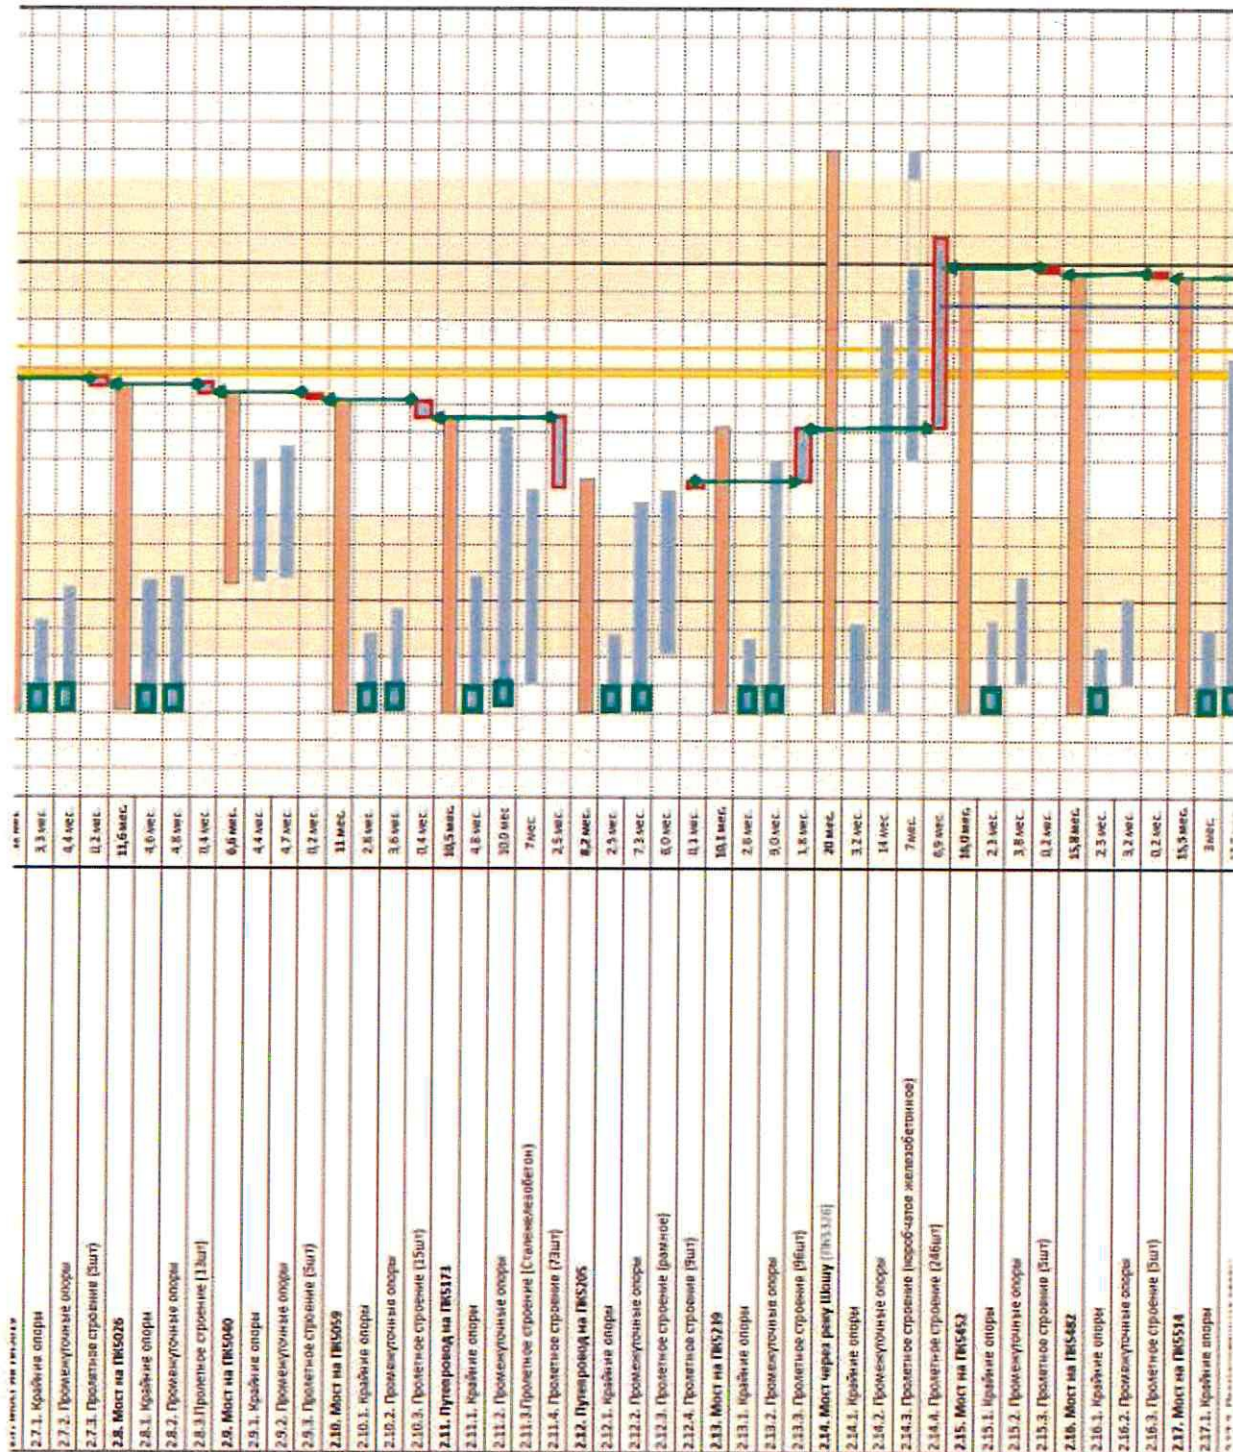 2.7.1. Крайние опоры 3,3 мес.
2.7.2. Промежуточные опоры 4,4 мес.
2.7.3. Пролетное строение (5шт) 0,2 мес.
2.8. Мост на ПК5026 11,6 мес.
2.8.1. Крайние опоры 4,6 мес.
2.8.2. Промежуточные опоры 4,8 мес.
2.8.3 Пролетное строение (13шт) 0,4 мес.
2.9. Мост на ПК5040 6,6 мес.
2.9.1. Крайние опоры 4,4 мес.
2.9.2. Промежуточные опоры 4,7 мес.
2.9.3. Пролетное строение (5шт) 0,2 мес.
2.10. Мост на ПК5059 11 мес.
2.10.1. Крайние опоры 2,8 мес.
2.10.2. Промежуточные опоры 3,6 мес.
2.10.3. Пролетное строение (15шт) 0,4 мес.
2.11. Путепровод на ПК5173 10,5 мес.
2.11.1. Крайние опоры 4,8 мес.
2.11.2. Промежуточные опоры 10,0 мес
2.11.3.Пролетное строение (Сталежелезобетон) 7 мес.
2.11.4. Пролетное строение (73шт) 2,5 мес.
2.12. Путепровод на ПК5205 8,2 мес.
2.12.1. Крайние опоры 2,5 мес.
2.12.2. Промежуточные опоры 7,3 мес.
2.12.3. Пролетное строение (рамное) 6,0 мес.
2.12.4. Пролетное строение (9шт) 0,1 мес.
2.13. Мост на ПК5239 10,1 мес.
2.13.1. Крайние опоры 2,6 мес.
2.13.2. Промежуточные опоры 9,0 мес.
2.13.3. Пролетное строение (96шт) 1,8 мес.
2.14. Мост через реку Шошу (ПК5326) 20 мес.
2.14.1. Крайние опоры 3,2 мес.
2.14.2. Промежуточные опоры 14 мес.
2.14.3. Пролетное строение (коробчатое железобетонное) 7 мес.
2.14.4. Пролетное строение (246шт) 6,9 мес.
2.15. Мост на ПК5452 16,0 мес.
2.15.1. Крайние опоры 2,3 мес.
2.15.2. Промежуточные опоры 3,8 мес.
2.15.3. Пролетное строение (5шт) 0,2 мес.
2.16. Мост на ПК5482 15,8 мес.
2.16.1. Крайние опоры 2,3 мес.
2.16.2. Промежуточные опоры 3,2 мес.
2.16.3. Пролетное строение (5шт) 0,2 мес.
2.17. Мост на ПК5514 15,5 мес.
2.17.1. Крайние опоры 3 мес.